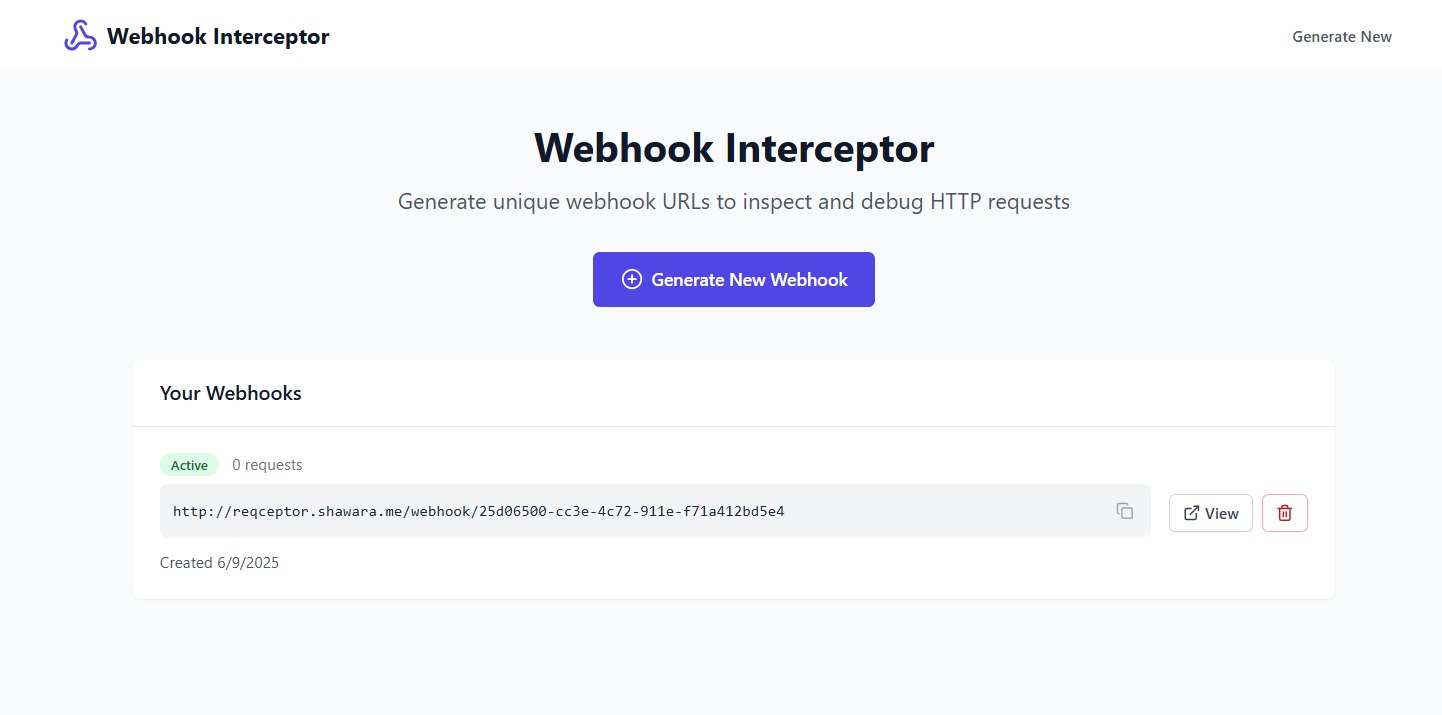 Webhook Interceptor
Generate New
Webhook Interceptor
Generate unique webhook URLs to inspect and debug HTTP requests
Generate New Webhook
Your Webhooks
Active 0 requests
http://reqceptor.shawara.me/webhook/25d06500-cc3e-4c72-911e-f71a412bd5e4
View
Created 6/9/2025